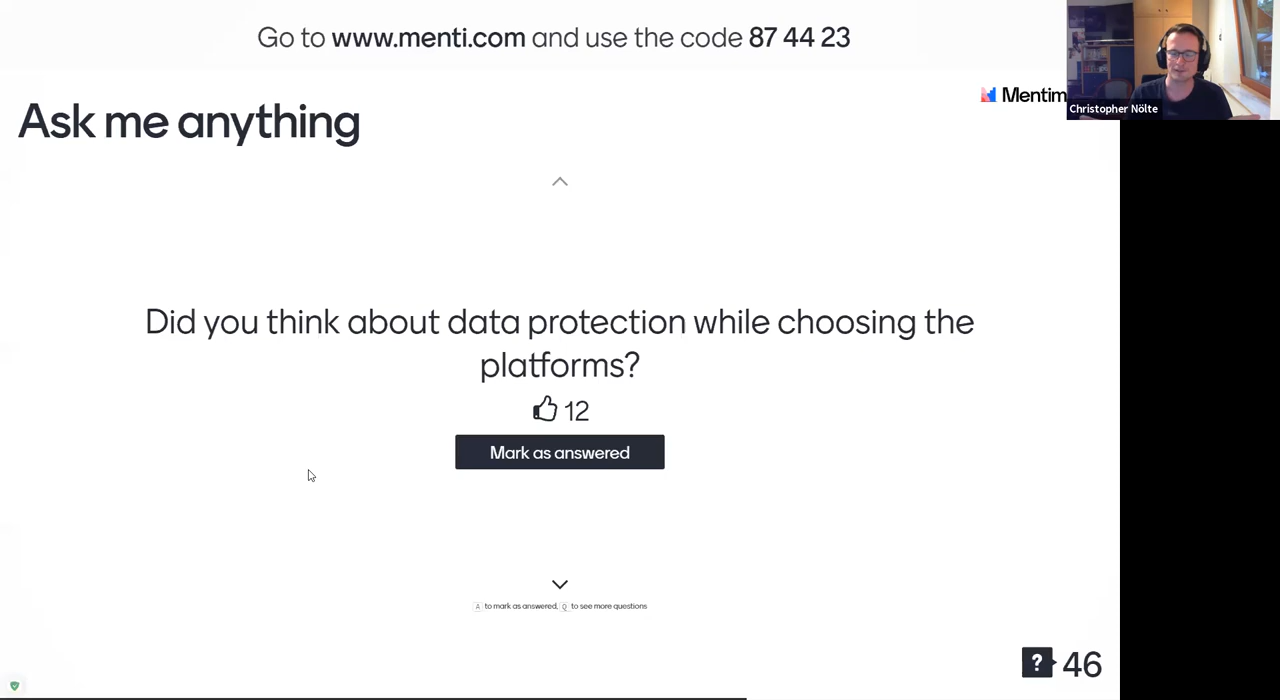 Go to www.menti.com and use the code 87 44 23
Mentim
Christopher Nölte
Ask me anything
Did you think about data protection while choosing the
platforms?
12
Mark as answered
A to mark as answered, Q to see more questions
? 46